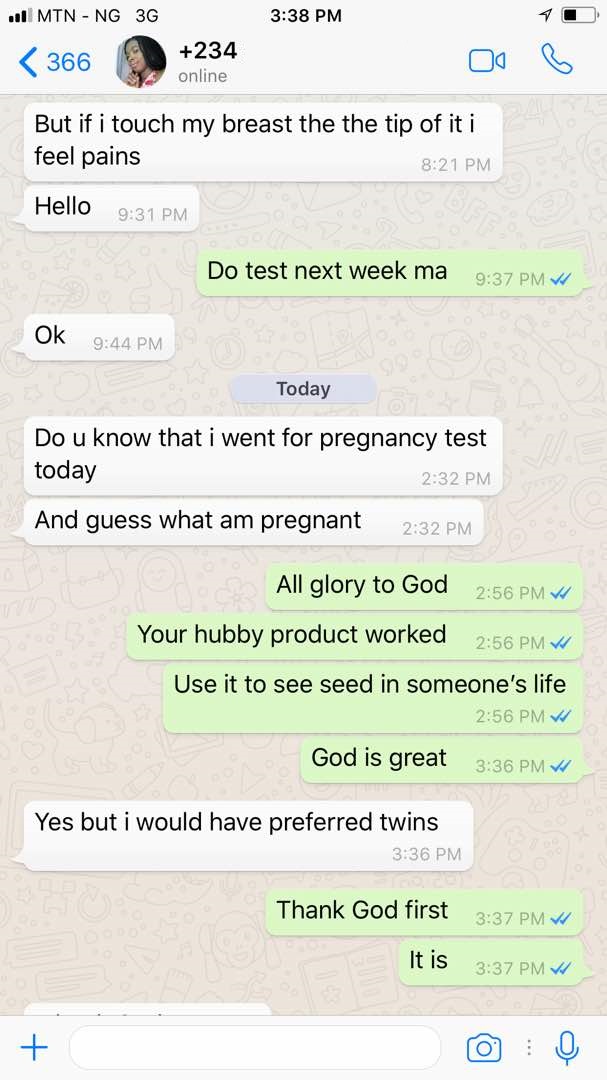 MTN - NG 3G 3:38 PM
366
+234
online
But if i touch my breast the the tip of it i
feel pains
8:21 PM
Hello 9:31 PM
Do test next week ma 9:37 PM
Ok 9:44 PM
Today
Do u know that i went for pregnancy test
today
2:32 PM
And guess what am pregnant 2:32 PM
All glory to God 2:56 PM
Your hubby product worked 2:56 PM
Use it to see seed in someone's life
2:56 PM
God is great 3:36 PM
Yes but i would have preferred twins
3:36 PM
Thank God first 3:37 PM
It is 3:37 PM